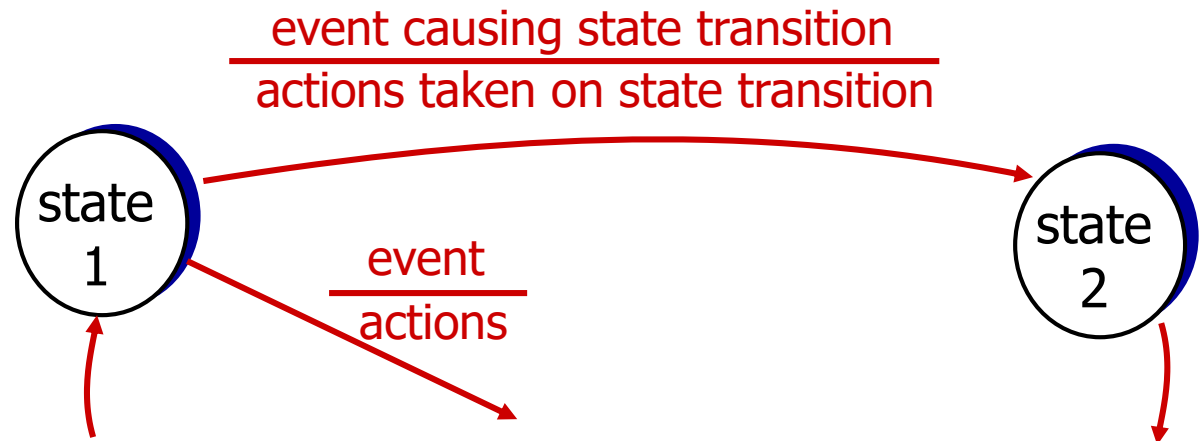 event causing state transition
actions taken on state transition
state
1
event
actions
state
2